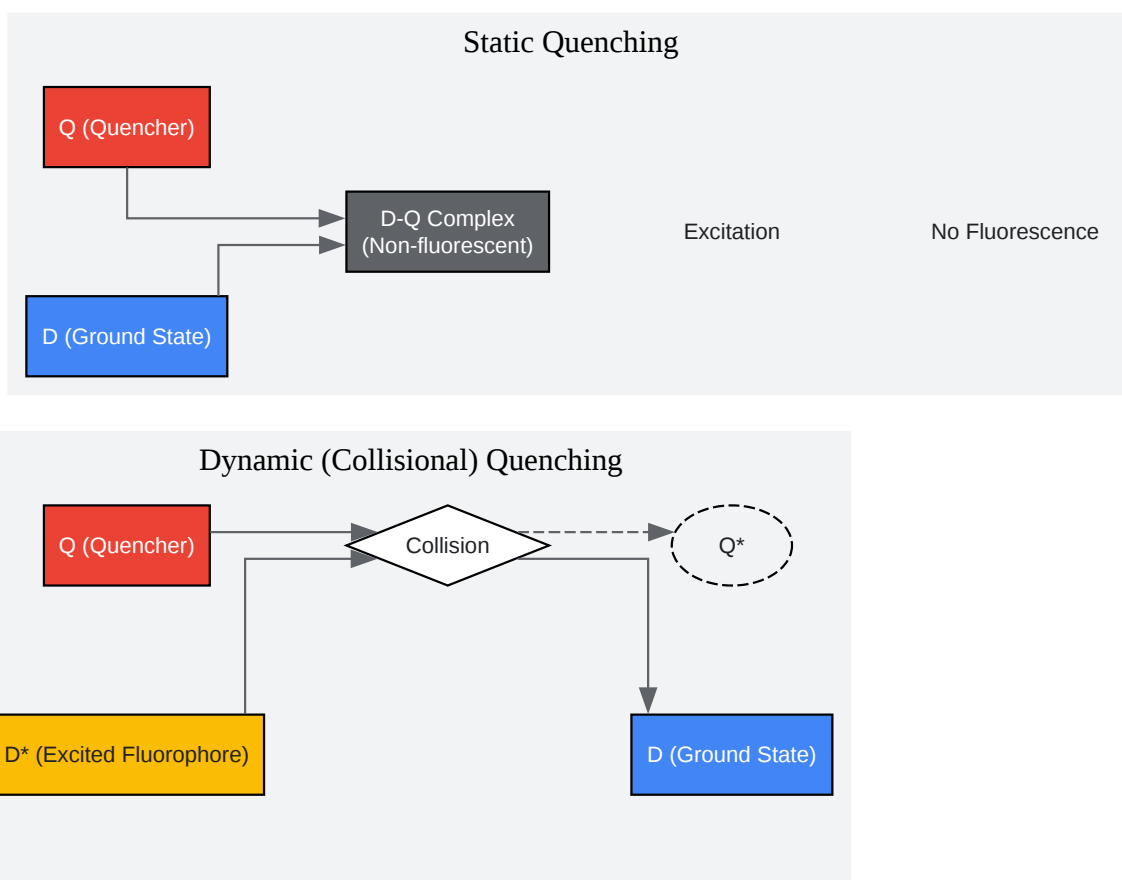 Static Quenching
Q (Quencher)
D-Q Complex
(Non-fluorescent)
Excitation
No Fluorescence
D (Ground State)
Dynamic (Collisional) Quenching
Q (Quencher)
Collision
Q*
D* (Excited Fluorophore)
D (Ground State)